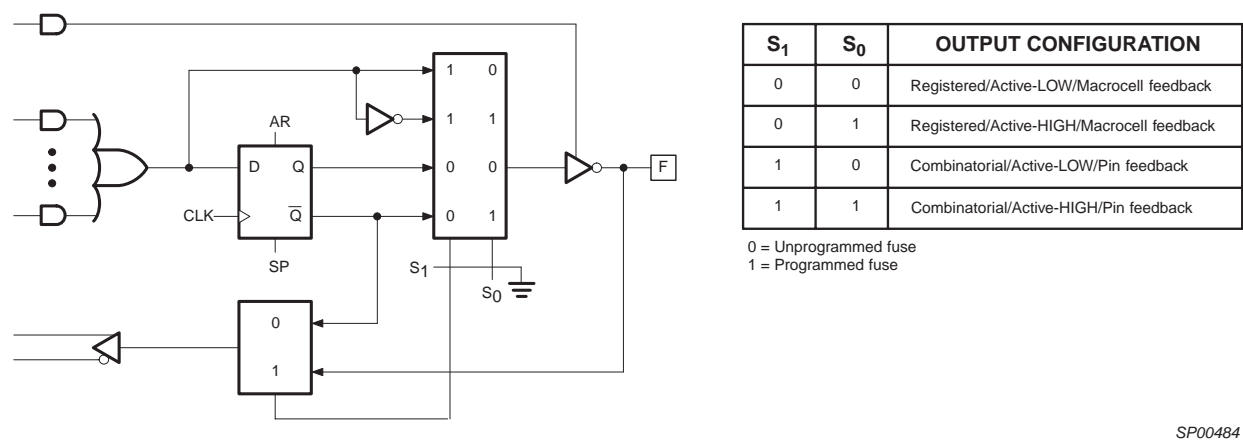 AR
D Q
CLK
Q
SP
1 0
1 1
0 0
0 1
F
S1
S0
0
1
S1 S0 OUTPUT CONFIGURATION
0 0 Registered/Active-LOW/Macrocell feedback
0 1 Registered/Active-HIGH/Macrocell feedback
1 0 Combinatorial/Active-LOW/Pin feedback
1 1 Combinatorial/Active-HIGH/Pin feedback
0 = Unprogrammed fuse
1 = Programmed fuse
SP00484